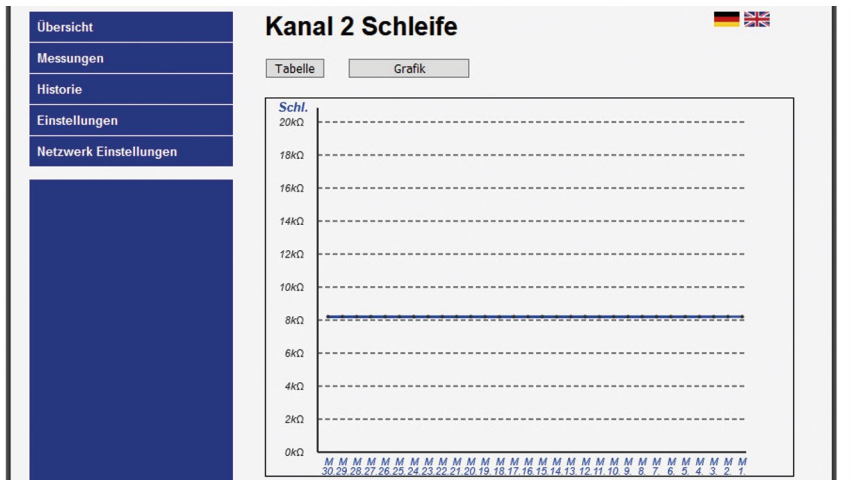 Übersicht
Messungen
Historie
Einstellungen
Netzwerk Einstellungen
Kanal 2 Schleife
Tabelle Grafik
Schl.
20kΩ
18kΩ
16kΩ
14kΩ
12kΩ
10kΩ
8kΩ
6kΩ
4kΩ
2kΩ
0kΩ
M M M M M M M M M M M M M M M M M M M M M M M M M M M M M M
30. 29. 28. 27. 26. 25. 24. 23. 22. 21. 20. 19. 18. 17. 16. 15. 14. 13. 12. 11. 10. 9. 8. 7. 6. 5. 4. 3. 2. 1.